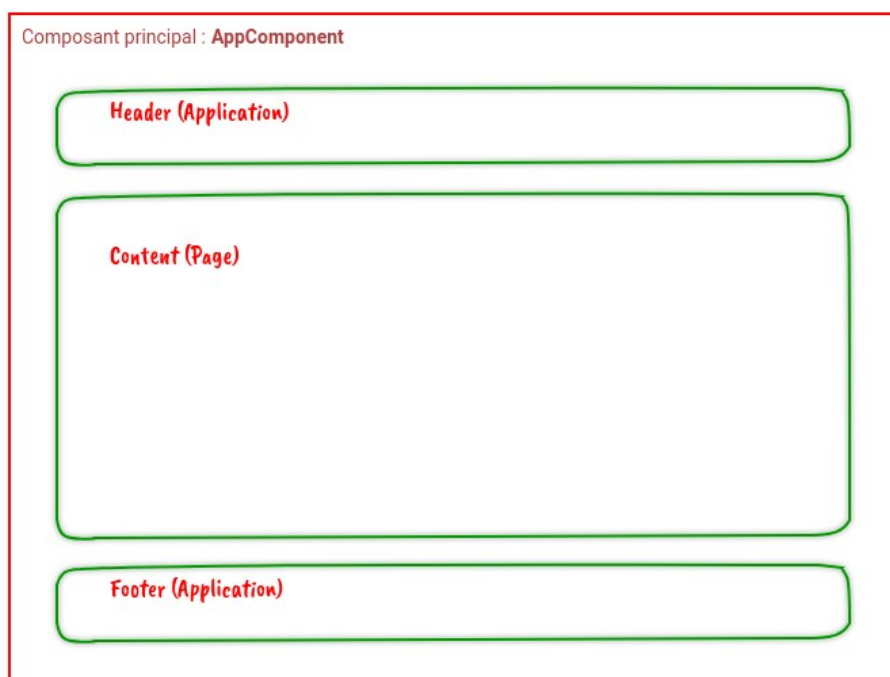 Composant principal : AppComponent
Header (Application)
Content (Page)
Footer (Application)